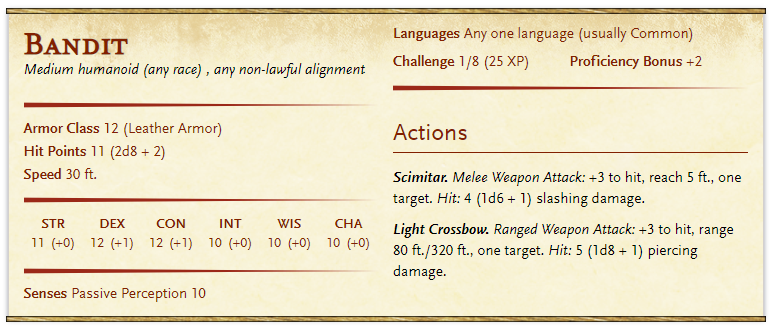 Bandit
Medium humanoid (any race) , any non-lawful alignment
Armor Class 12 (Leather Armor)
Hit Points 11 (2d8 + 2)
Speed 30 ft.
STR DEX CON INT WIS CHA
11 (+0) 12 (+1) 12 (+1) 10 (+0) 10 (+0) 10 (+0)
Senses Passive Perception 10
Languages Any one language (usually Common)
Challenge 1/8 (25 XP) Proficiency Bonus +2
Actions
Scimitar. Melee Weapon Attack: +3 to hit, reach 5 ft., one
target. Hit: 4 (1d6 + 1) slashing damage.
Light Crossbow. Ranged Weapon Attack: +3 to hit, range
80 ft./320 ft., one target. Hit: 5 (1d8 + 1) piercing
damage.